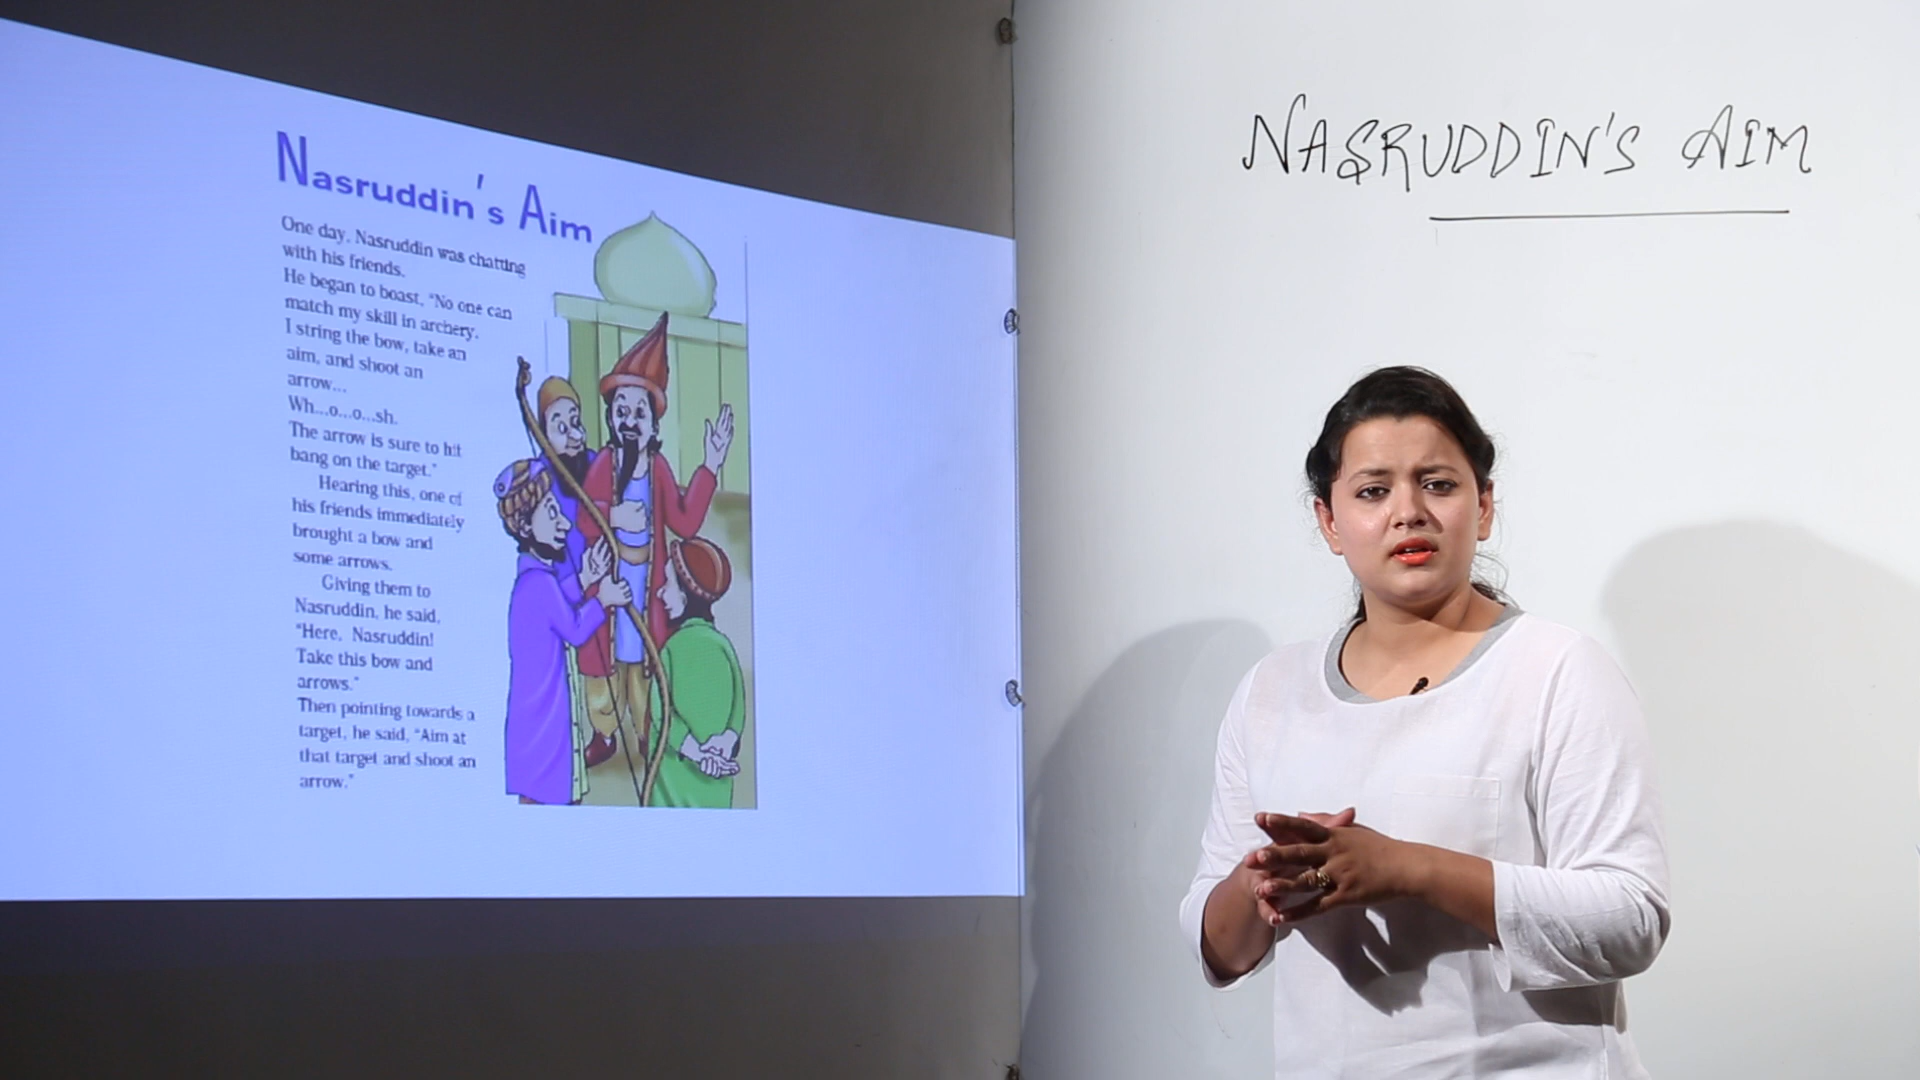 Nasruddin's Aim
One day, Nasruddin was chatting
with his friends.
He began to boast, "No one can
match my skill in archery.
I string the bow, take an
aim, and shoot an
arrow...
Wh...o...o...sh.
The arrow is sure to hit
bang on the target."
Hearing this, one of
his friends immediately
brought a bow and
some arrows.
Giving them to
Nasruddin, he said,
"Here, Nasruddin!
Take this bow and
arrows."
Then pointing towards a
target, he said, "Aim at
that target and shoot an
arrow."
NASRUDDIN'S AIM